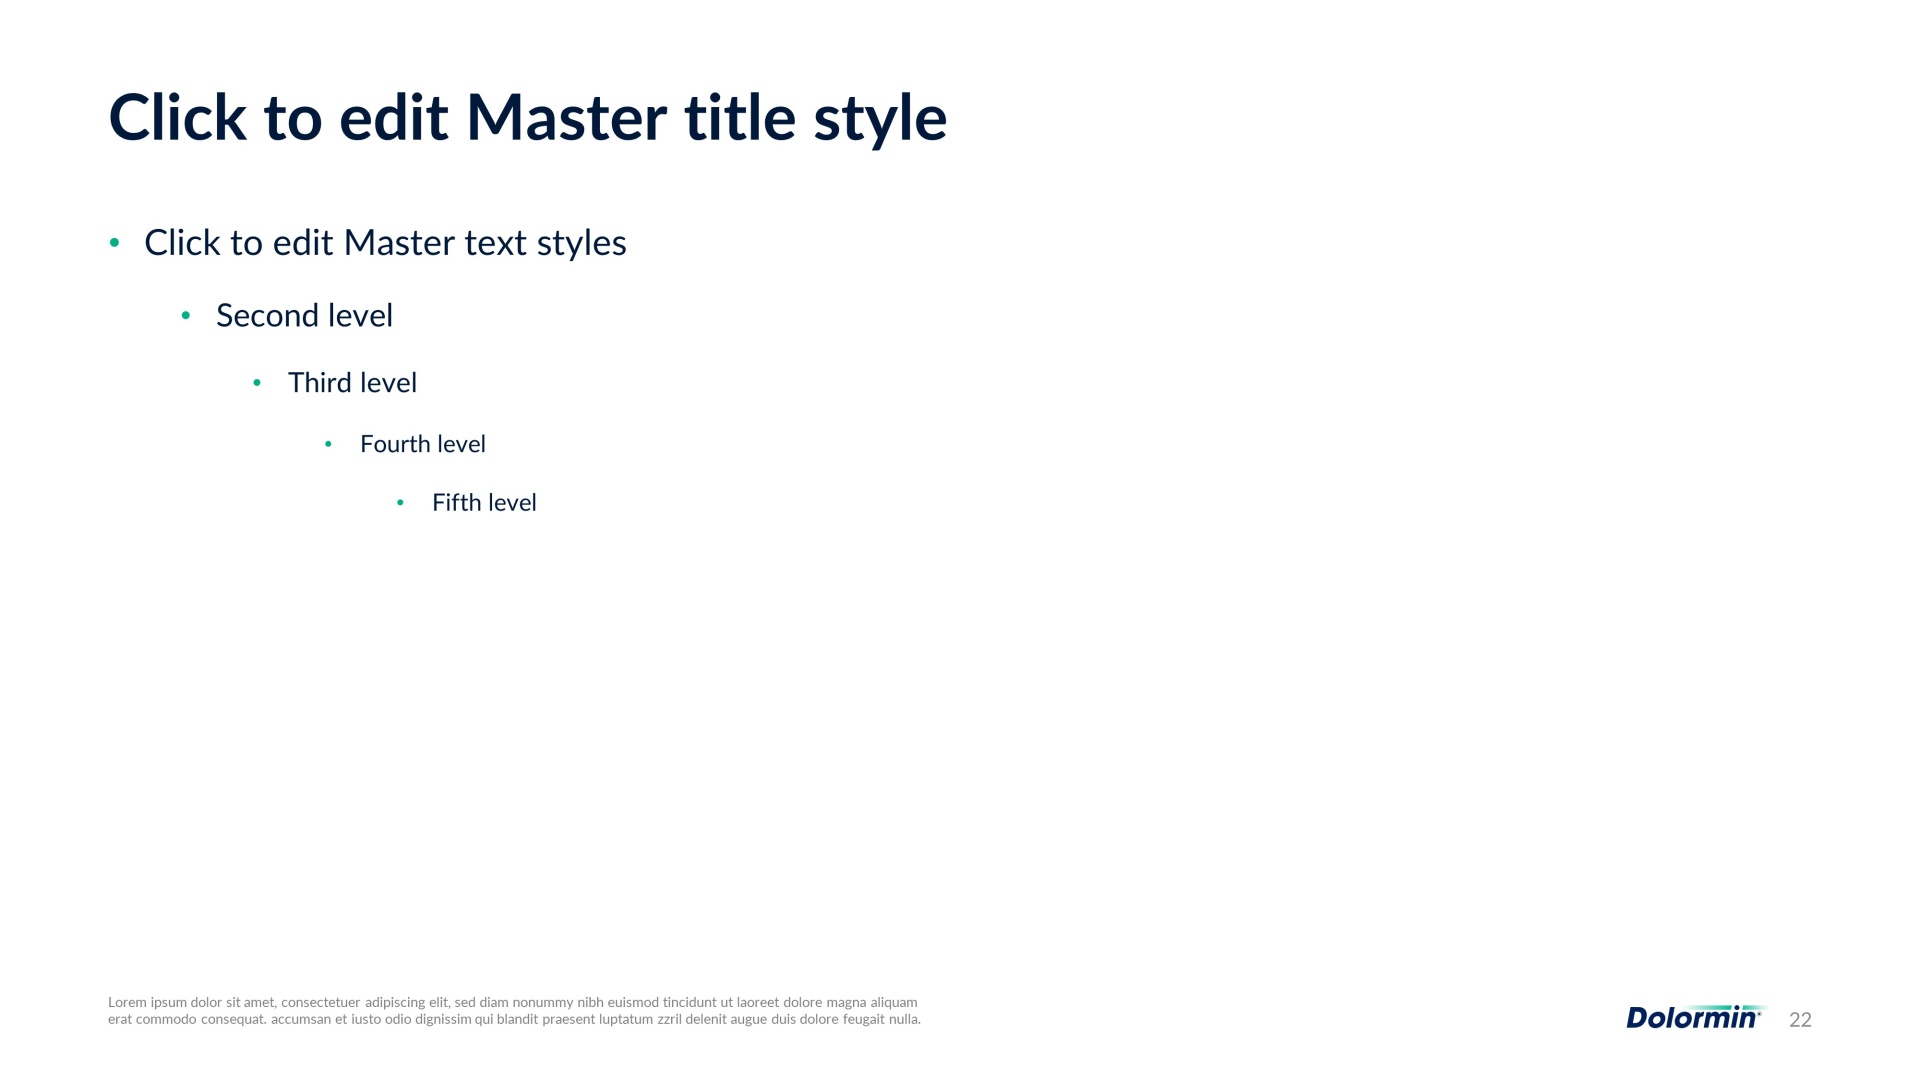 Click to edit Master title style
• Click to edit Master text styles
• Second level
• Third level
• Fourth level
• Fifth level
Lorem ipsum dolor sit amet, consectetuer adipiscing elit, sed diam nonummy nibh euismod tincidunt ut laoreet dolore magna aliquam
erat commodo consequat. accumsan et iusto odio dignissim qui blandit praesent luptatum zzril delenit augue duis dolore feugait nulla.
Dolormin® 22